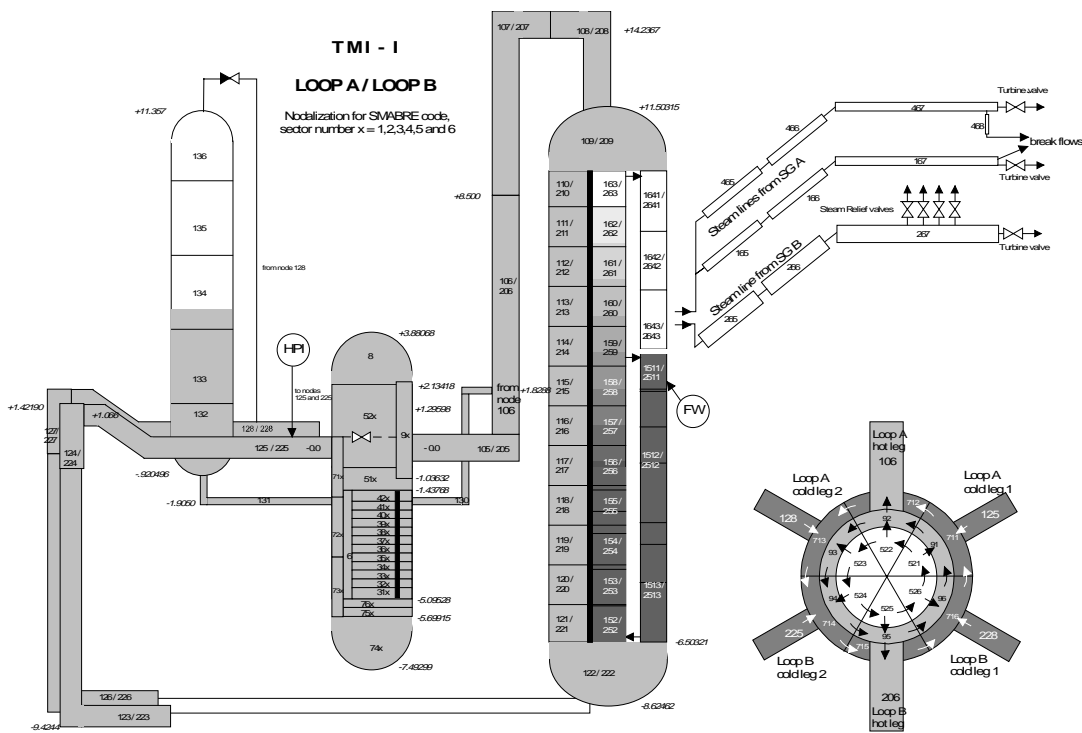 TMI - I
LOOP A / LOOP B
Nodalization for SMABRE code,
sector number x = 1,2,3,4,5 and 6
107 / 207
108 / 208
+14.2367
+11.357
136
135
134
133
132
from node 128
HPI
to nodes
125 and 225
+8.500
106 /
206
+11.50315
109 / 209
110 /
210
111 /
211
112 /
212
113 /
213
114 /
214
115 /
215
116 /
216
117 /
217
118 /
218
119 /
219
120 /
220
121 /
221
163 /
263
162 /
262
161 /
261
160 /
260
159 /
259
158 /
258
157 /
257
156 /
256
155 /
255
154 /
254
153 /
253
152 /
252
1641 /
2641
1642 /
2642
1643 /
2643
1511 /
2511
1512 /
2512
1513 /
2513
FW
122 / 222
-6.50321
-8.62462
+3.88068
8
+2.13418
+1.29598
from
node
106
+1.8288
52x
9x
- 0.0
105 / 205
-1.03632
-1.43768
51x
71x
72x
73x
6
42x
41x
40x
39x
38x
37x
36x
35x
34x
33x
32x
31x
130
131
-5.09528
76x
75x
-5.69915
74x
-7.49299
+1.42190
+1.066
127/
227
124 /
224
128 / 228
125 / 225
-0.0
-.920496
-1.9050
126 / 226
123 / 223
-9.4244
Steam lines from SG A
465
466
467
468
165
166
167
Turbine valve
break flows
Turbine valve
Steam Relief valves
Steam line from SG B
265
266
267
Turbine valve
Loop A
hot leg
106
Loop A
cold leg 2
128
Loop A
cold leg 1
125
712
711
713
714
715
716
92
91
93
94
95
96
522
521
523
524
525
526
225
Loop B
cold leg 2
228
Loop B
cold leg 1
206
Loop B
hot leg